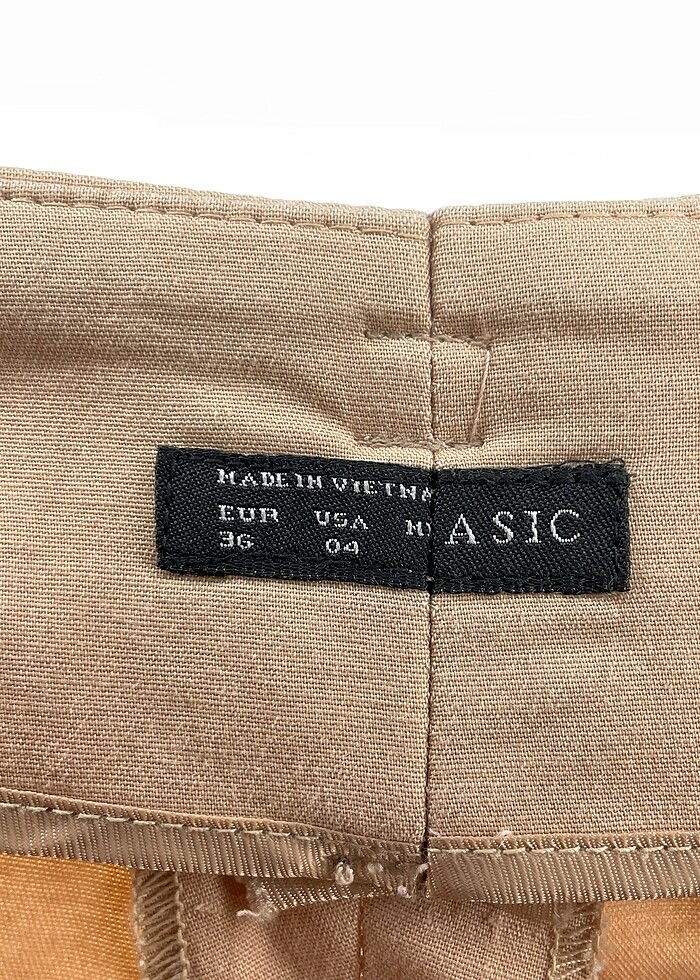 MADE IN VIETNA
EUR USA M
36 04
ASIC